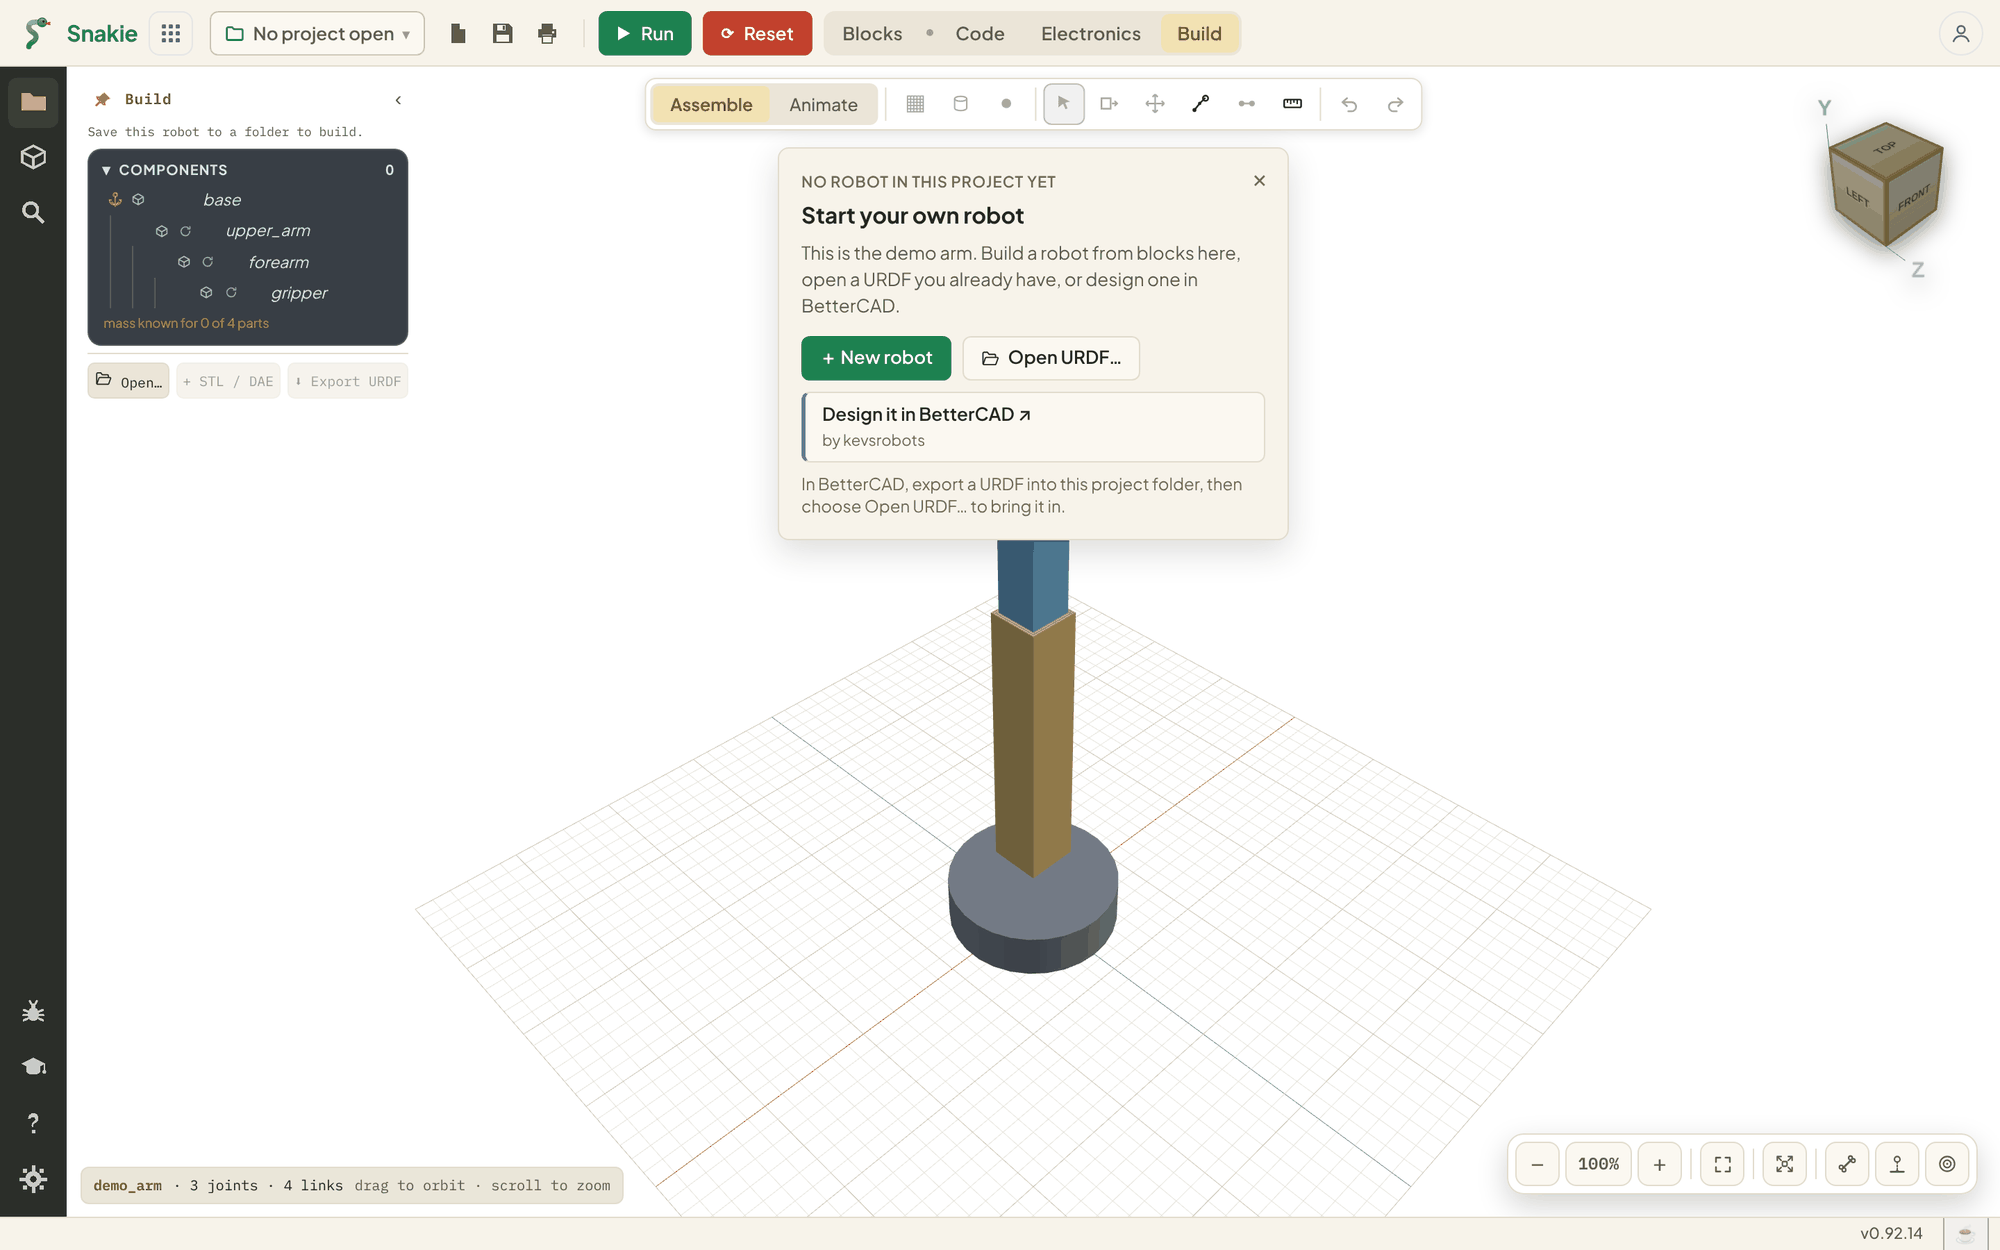 Snakie
No project open
Run
Reset
Blocks
Code
Electronics
Build
Build
Save this robot to a folder to build.
COMPONENTS 0
base
upper_arm
forearm
gripper
mass known for 0 of 4 parts
Open…
+ STL / DAE
Export URDF
Assemble
Animate
NO ROBOT IN THIS PROJECT YET
Start your own robot
This is the demo arm. Build a robot from blocks here,
open a URDF you already have, or design one in
BetterCAD.
+ New robot
Open URDF…
Design it in BetterCAD ↗
by kevsrobots
In BetterCAD, export a URDF into this project folder, then
choose Open URDF… to bring it in.
Y
TOP
LEFT
FRONT
Z
demo_arm · 3 joints · 4 links drag to orbit · scroll to zoom
− 100% +
v0.92.14